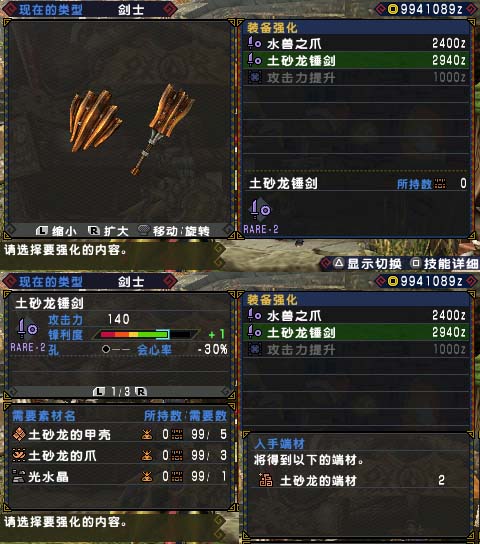 现在的类型 剑士
9941089z
装备强化
水兽之爪 2400z
土砂龙锤剑 2940z
攻击力提升 1000z
土砂龙锤剑 所持数 0
RARE-2
L 缩小 R 扩大 移动/旋转
请选择要强化的内容。
△显示切换 □技能详细
现在的类型 剑士
9941089z
土砂龙锤剑
攻击力 140
锋利度 +1
RARE-2 孔 ○-- 会心率 -30%
L 1/3 R
需要素材名 所持数/需要数
土砂龙的甲壳 0 99/ 5
土砂龙的爪 0 99/ 3
光水晶 0 99/ 1
请选择要强化的内容。
装备强化
水兽之爪 2400z
土砂龙锤剑 2940z
攻击力提升 1000z
入手端材
将得到以下的端材。
土砂龙的端材 2